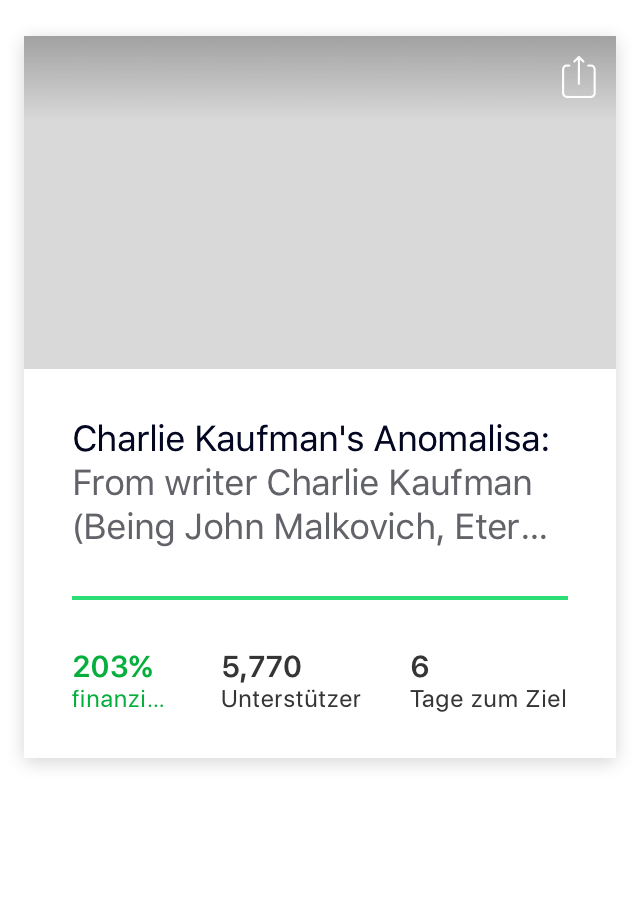 Charlie Kaufman's Anomalisa:
From writer Charlie Kaufman
(Being John Malkovich, Eter...
203% 5,770 6
finanzi... Unterstützer Tage zum Ziel